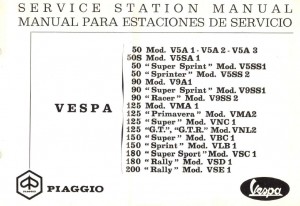 SERVICE STATION MANUAL
MANUAL PARA ESTACIONES DE SERVICIO
VESPA
50 Mod. V5A 1 - V5A 2 - V5A 3
50S Mod. V5SA 1
50 "Super Sprint" Mod. V5SS1
50 "Sprinter" Mod. V5SS 2
90 Mod. V9A1
90 "Super Sprint" Mod. V9SS1
90 "Racer" Mod. V9SS 2
125 Mod. VMA 1
125 "Primavera" Mod. VMA2
125 "Super" Mod. VNC 1
125 "G.T.", "G.T.R." Mod. VNL2
150 "Super" Mod. VBC 1
150 "Sprint" Mod. VLB 1
180 "Super Sport" Mod. VSC 1
180 "Rally" Mod. VSD 1
200 "Rally" Mod. VSE 1
PIAGGIO
Vespa